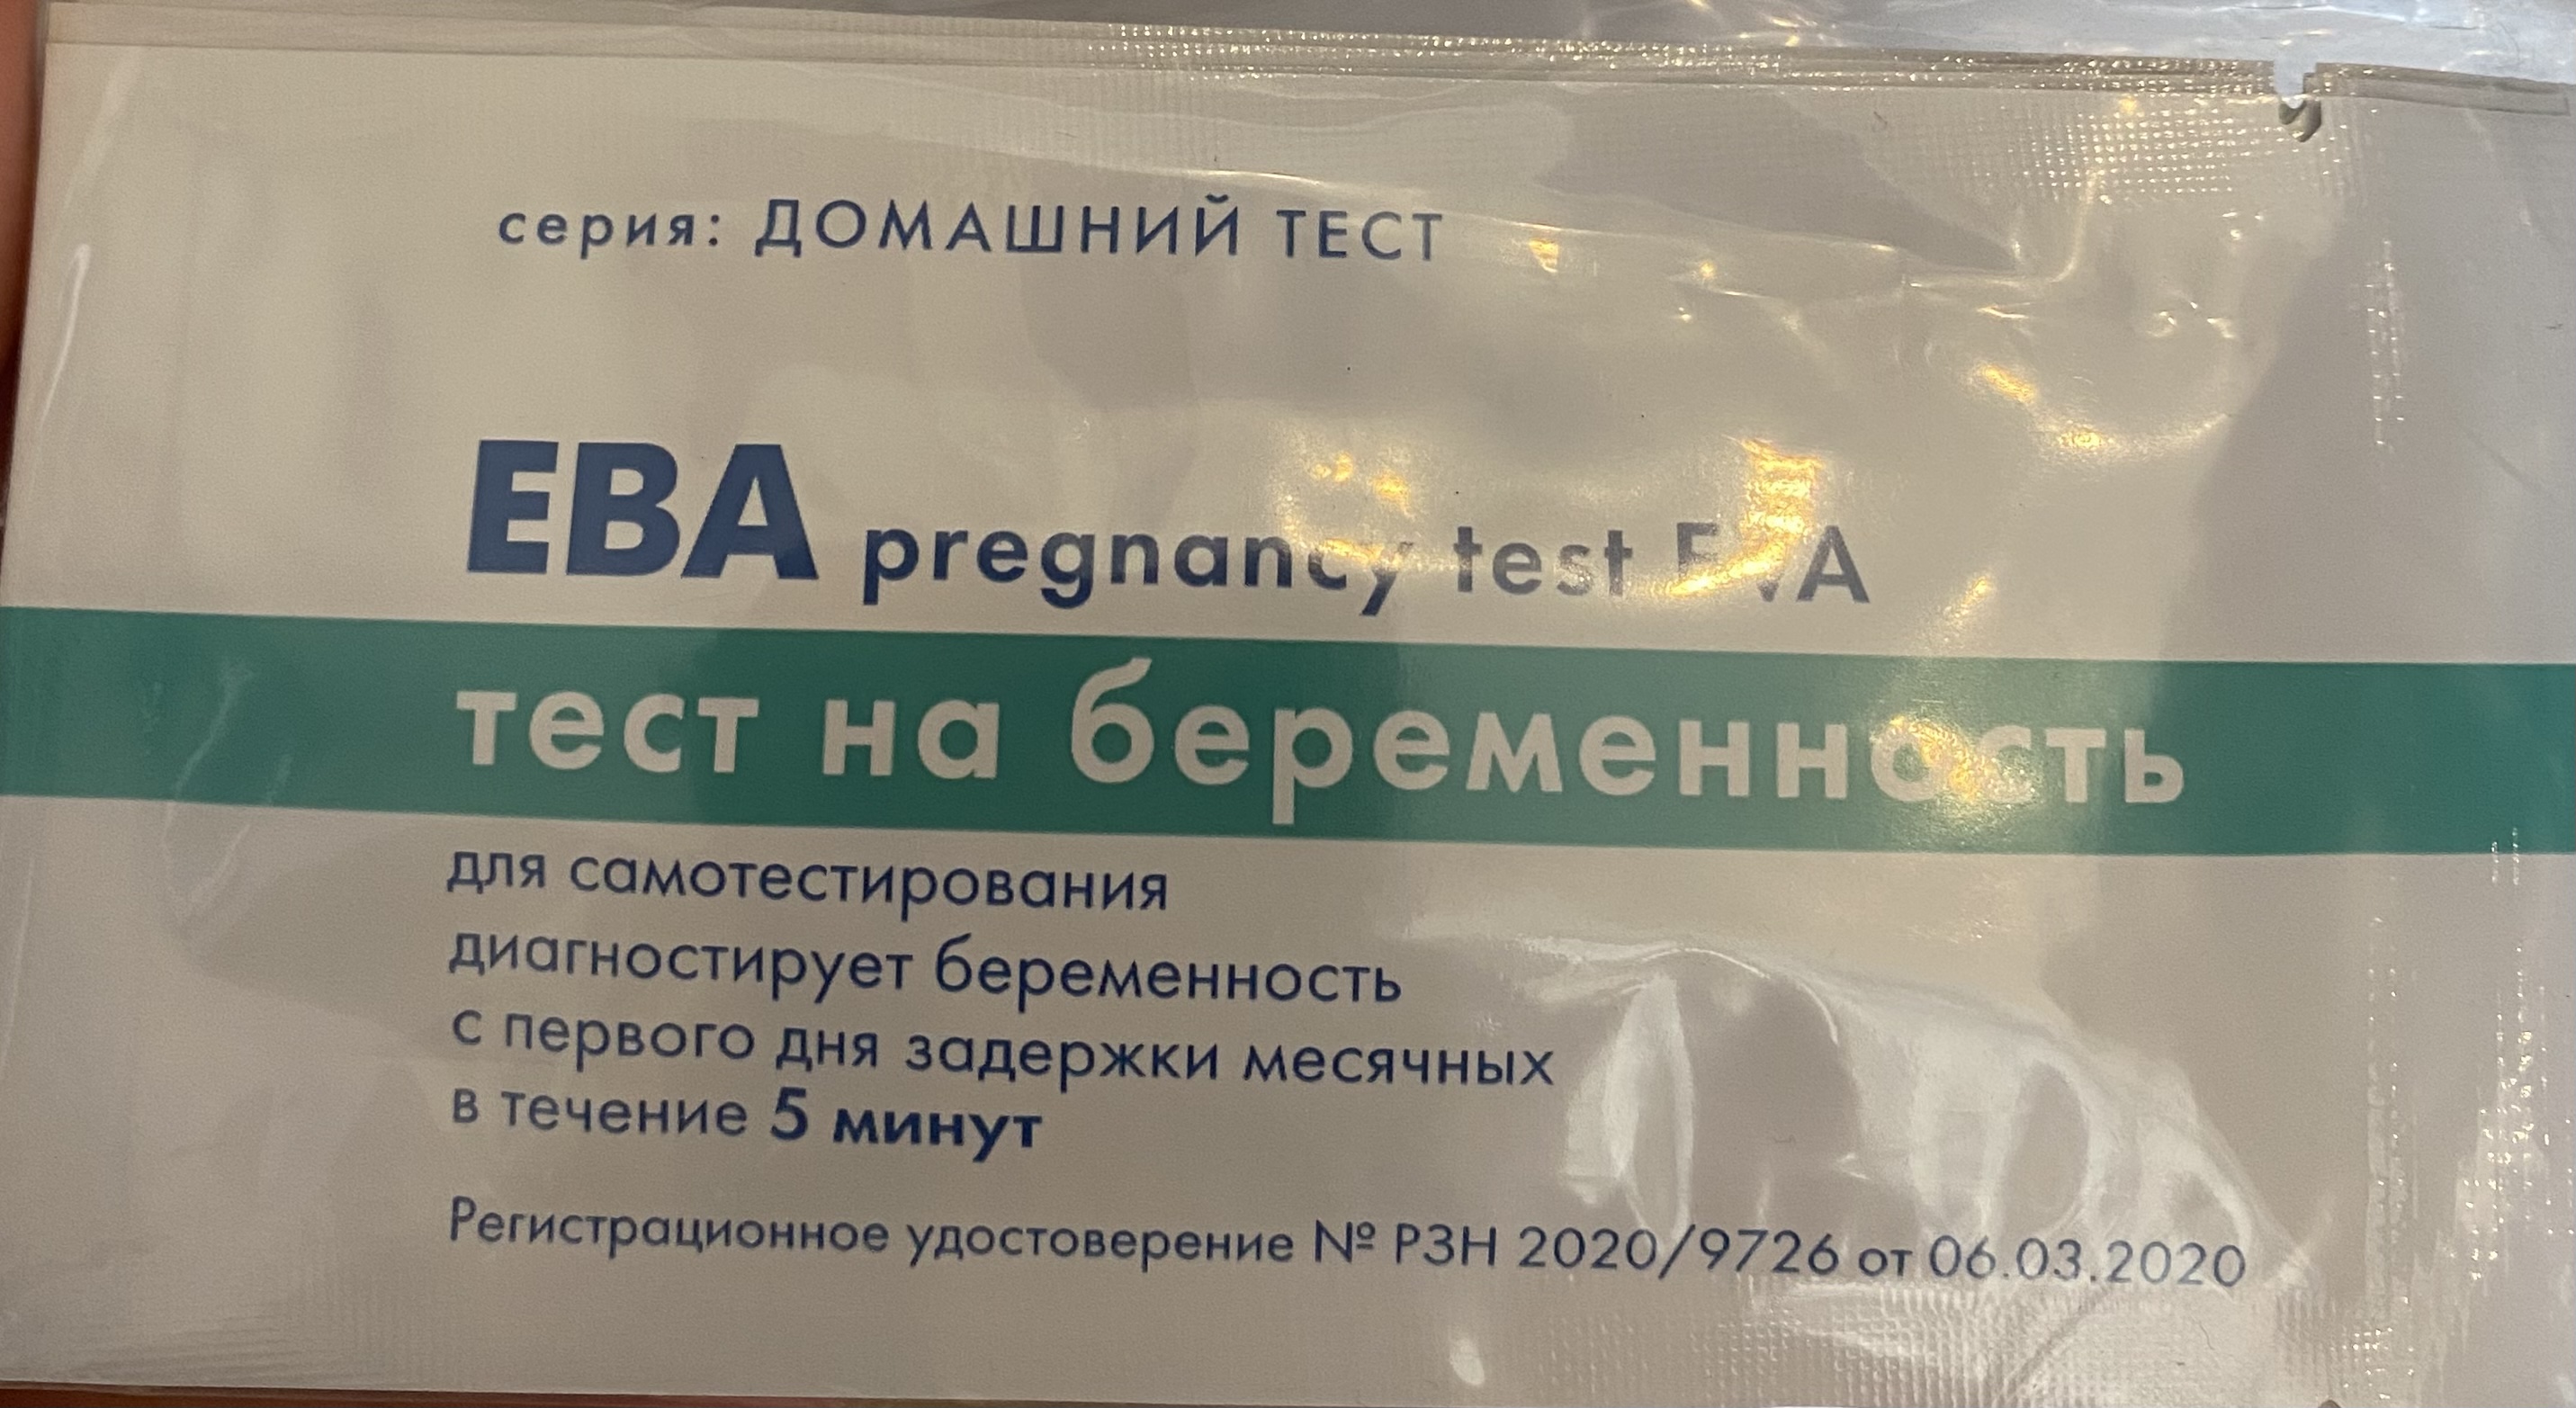 серия: ДОМАШНИЙ ТЕСТ
ЕВА pregnancy test EVA
тест на беременность
для самотестирования
диагностирует беременность
с первого дня задержки месячных
в течение 5 минут
Регистрационное удостоверение № РЗН 2020/9726 от 06.03.2020